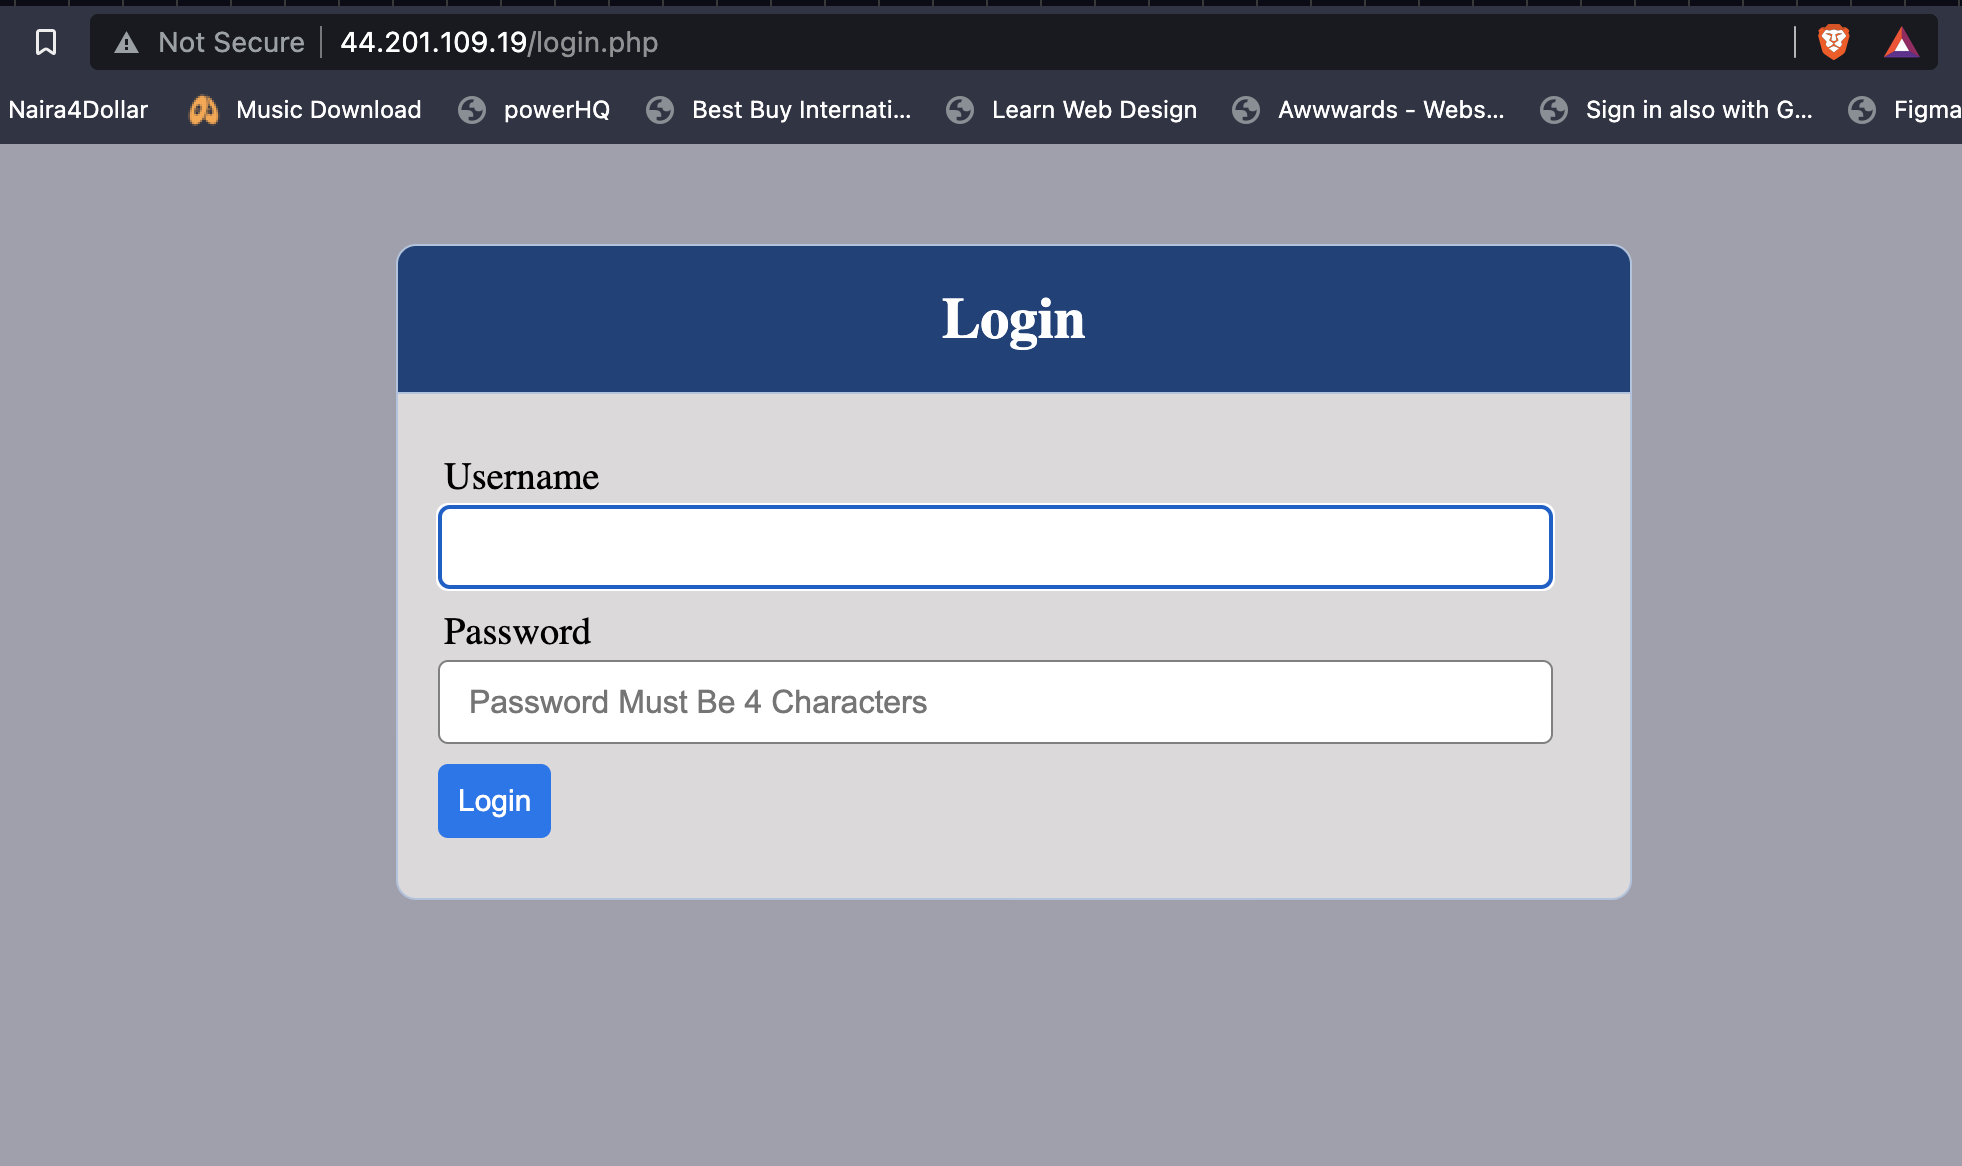 Not Secure 44.201.109.19/login.php
Naira4Dollar Music Download powerHQ Best Buy Internati... Learn Web Design Awwwards - Webs... Sign in also with G... Figma
Login
Username
Password
Password Must Be 4 Characters
Login